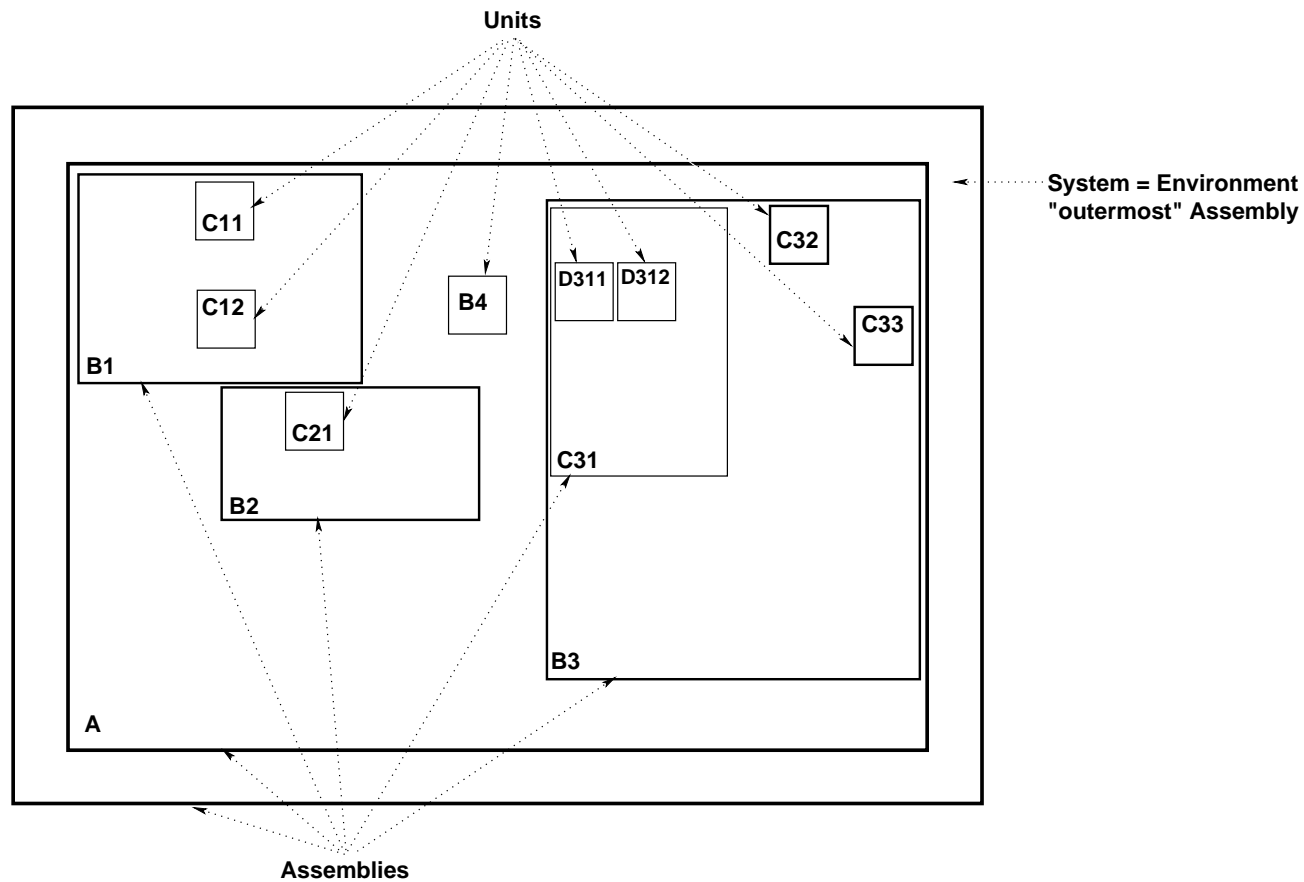 Units
System = Environment
"outermost" Assembly
C11
C32
D311
D312
C12
B4
C33
B1
C21
C31
B2
B3
A
Assemblies